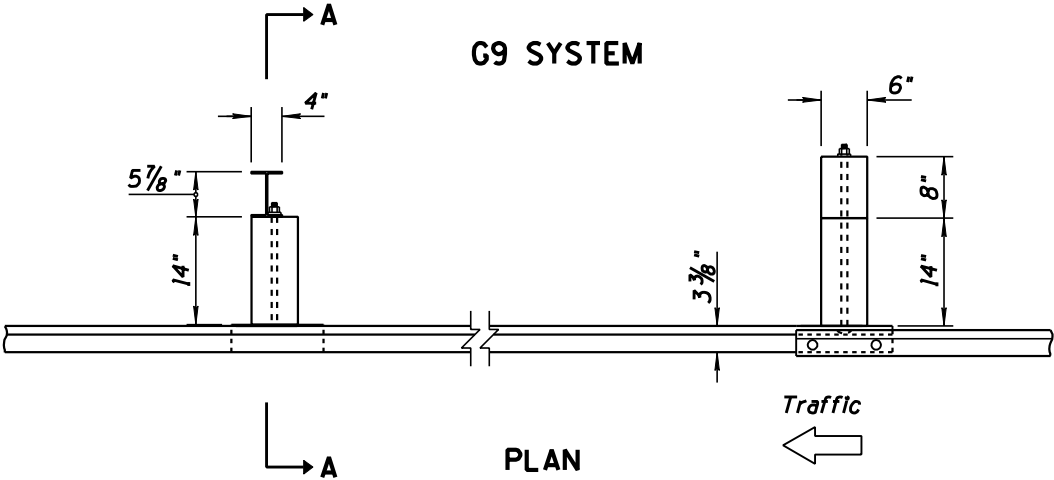 A
G9 SYSTEM
4"
6"
5 7/8"
8"
14"
3 3/8"
14"
Traffic
A
PLAN